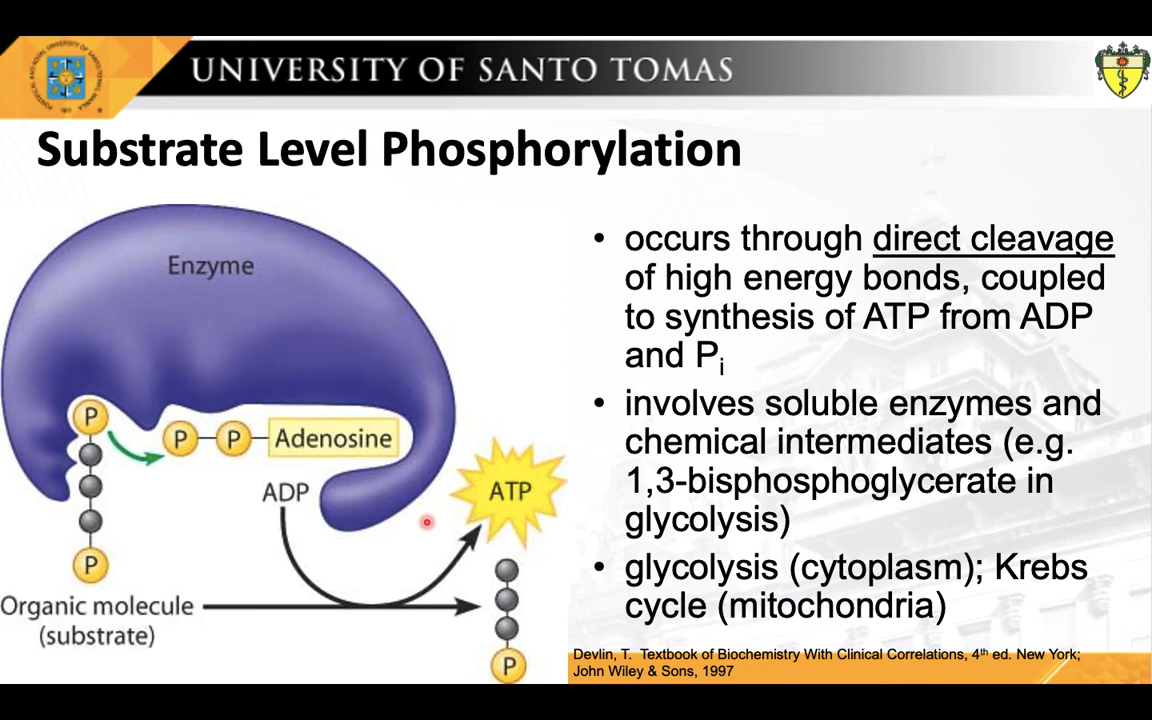 UNIVERSITY OF SANTO TOMAS
Substrate Level Phosphorylation
Enzyme
P
P
P
Adenosine
ADP
ATP
P
Organic molecule
(substrate)
P
• occurs through direct cleavage
of high energy bonds, coupled
to synthesis of ATP from ADP
and Pi
• involves soluble enzymes and
chemical intermediates (e.g.
1,3-bisphosphoglycerate in
glycolysis)
• glycolysis (cytoplasm); Krebs
cycle (mitochondria)
Devlin, T. Textbook of Biochemistry With Clinical Correlations, 4th ed. New York;
John Wiley & Sons, 1997